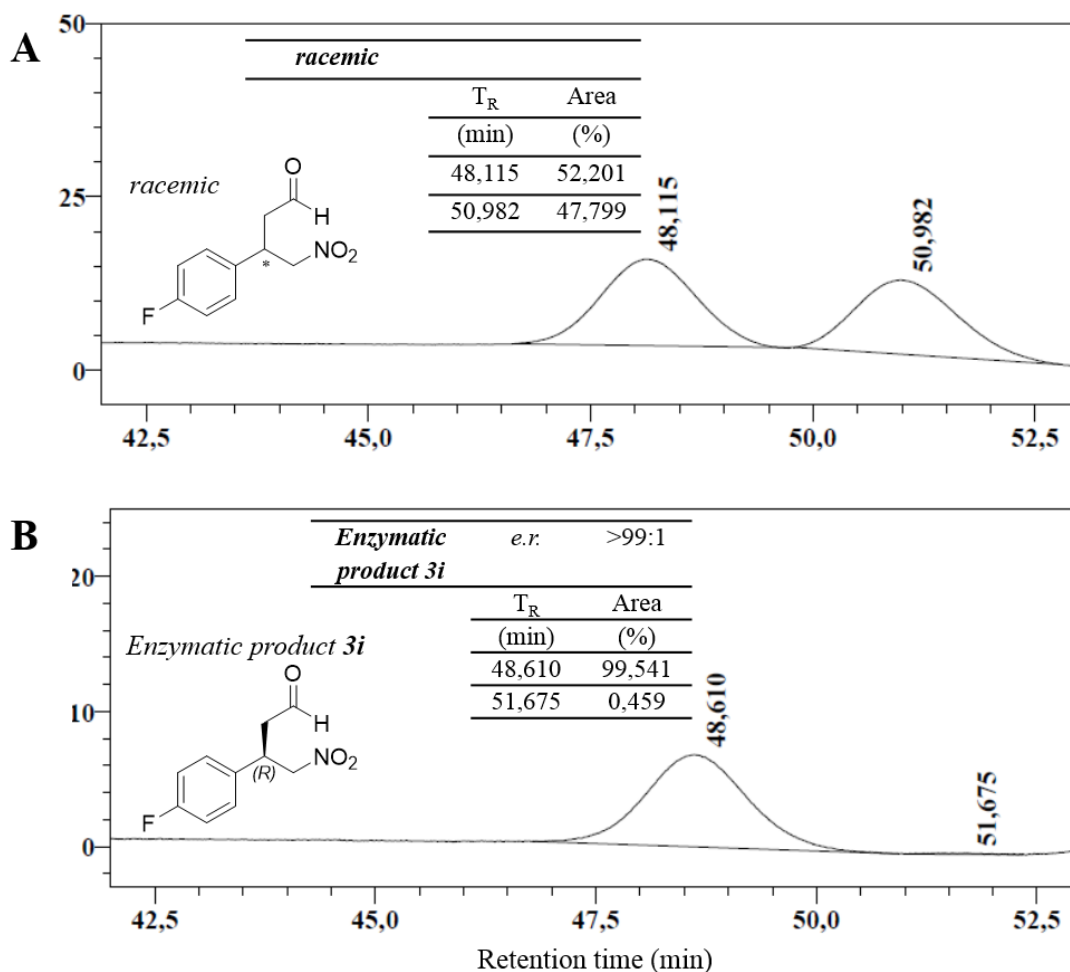 A
50
25
0
racemic
T_R Area
(min) (%)
48,115 52,201
50,982 47,799
racemic
O
H
NO₂
*
F
48,115
50,982
42,5 45,0 47,5 50,0 52,5
B
20
10
0
Enzymatic e.r. >99:1
product 3i
T_R Area
(min) (%)
48,610 99,541
51,675 0,459
Enzymatic product 3i
O
H
NO₂
(R)
F
48,610
51,675
42,5 45,0 47,5 50,0 52,5
Retention time (min)